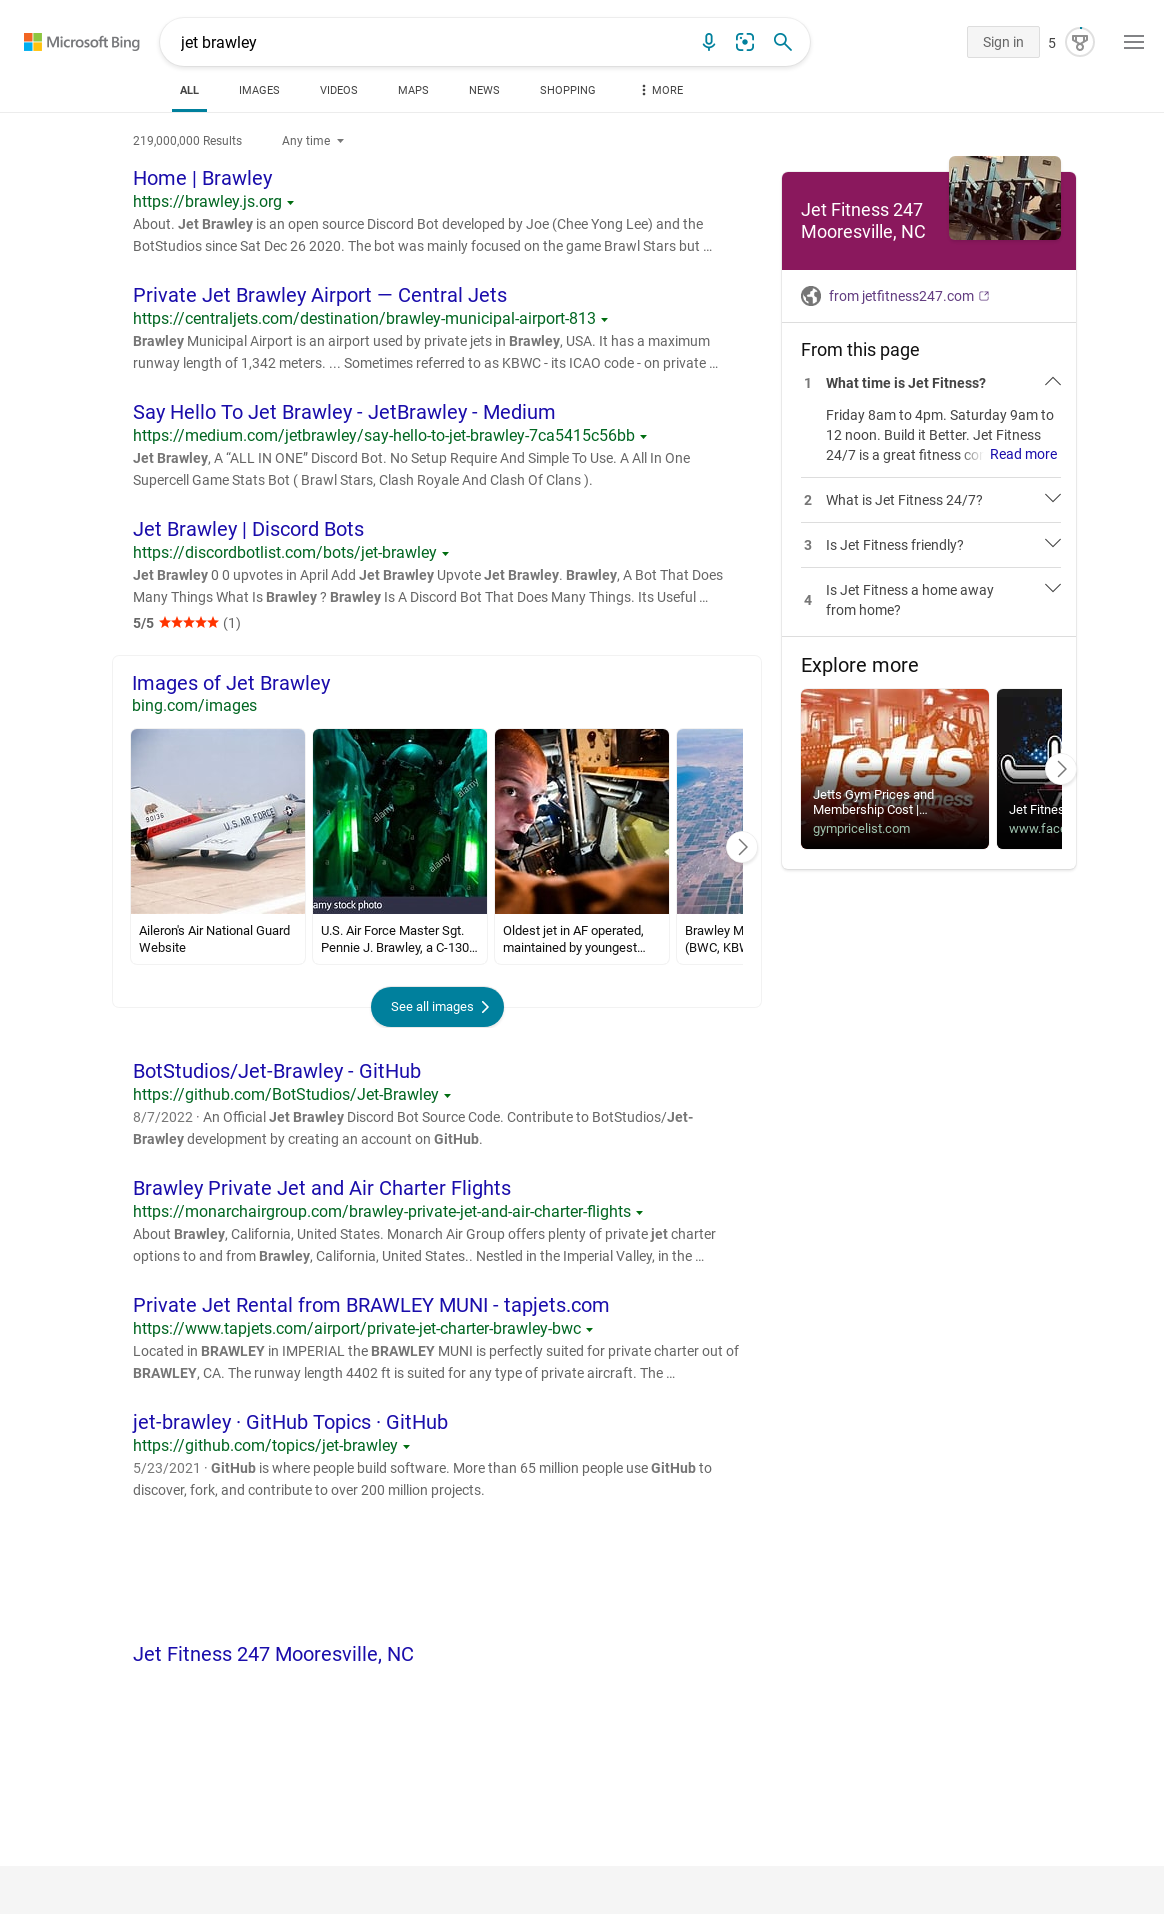 Microsoft Bing
jet brawley
Sign in
5
ALL
IMAGES
VIDEOS
MAPS
NEWS
SHOPPING
MORE
219,000,000 Results
Any time
Home | Brawley
https://brawley.js.org
About. Jet Brawley is an open source Discord Bot developed by Joe (Chee Yong Lee) and the
BotStudios since Sat Dec 26 2020. The bot was mainly focused on the game Brawl Stars but …
Private Jet Brawley Airport — Central Jets
https://centraljets.com/destination/brawley-municipal-airport-813
Brawley Municipal Airport is an airport used by private jets in Brawley, USA. It has a maximum
runway length of 1,342 meters. ... Sometimes referred to as KBWC - its ICAO code - on private …
Say Hello To Jet Brawley - JetBrawley - Medium
https://medium.com/jetbrawley/say-hello-to-jet-brawley-7ca5415c56bb
Jet Brawley, A “ALL IN ONE” Discord Bot. No Setup Require And Simple To Use. A All In One
Supercell Game Stats Bot ( Brawl Stars, Clash Royale And Clash Of Clans ).
Jet Brawley | Discord Bots
https://discordbotlist.com/bots/jet-brawley
Jet Brawley 0 0 upvotes in April Add Jet Brawley Upvote Jet Brawley. Brawley, A Bot That Does
Many Things What Is Brawley ? Brawley Is A Discord Bot That Does Many Things. Its Useful …
5/5 ★★★★★ (1)
Images of Jet Brawley
bing.com/images
90136
CALIFORNIA
U.S. AIR FORCE
alamy
alamy
alamy
amy stock photo
Aileron's Air National Guard
Website
U.S. Air Force Master Sgt.
Pennie J. Brawley, a C-130…
Oldest jet in AF operated,
maintained by youngest…
Brawley M
(BWC, KBW
See all images
BotStudios/Jet-Brawley - GitHub
https://github.com/BotStudios/Jet-Brawley
8/7/2022 · An Official Jet Brawley Discord Bot Source Code. Contribute to BotStudios/Jet-
Brawley development by creating an account on GitHub.
Brawley Private Jet and Air Charter Flights
https://monarchairgroup.com/brawley-private-jet-and-air-charter-flights
About Brawley, California, United States. Monarch Air Group offers plenty of private jet charter
options to and from Brawley, California, United States.. Nestled in the Imperial Valley, in the …
Private Jet Rental from BRAWLEY MUNI - tapjets.com
https://www.tapjets.com/airport/private-jet-charter-brawley-bwc
Located in BRAWLEY in IMPERIAL the BRAWLEY MUNI is perfectly suited for private charter out of
BRAWLEY, CA. The runway length 4402 ft is suited for any type of private aircraft. The …
jet-brawley · GitHub Topics · GitHub
https://github.com/topics/jet-brawley
5/23/2021 · GitHub is where people build software. More than 65 million people use GitHub to
discover, fork, and contribute to over 200 million projects.
Jet Fitness 247 Mooresville, NC
Jet Fitness 247
Mooresville, NC
from jetfitness247.com
From this page
1 What time is Jet Fitness?
Friday 8am to 4pm. Saturday 9am to
12 noon. Build it Better. Jet Fitness
24/7 is a great fitness co Read more
2 What is Jet Fitness 24/7?
3 Is Jet Fitness friendly?
4 Is Jet Fitness a home away
from home?
Explore more
jetts
Jetts Gym Prices and
Membership Cost |…
gympricelist.com
Jet Fitnes
www.face